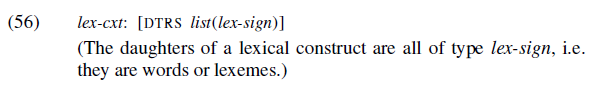 (56) lex-cxt: [DTRS list(lex-sign)]
(The daughters of a lexical construct are all of type lex-sign, i.e.
they are words or lexemes.)